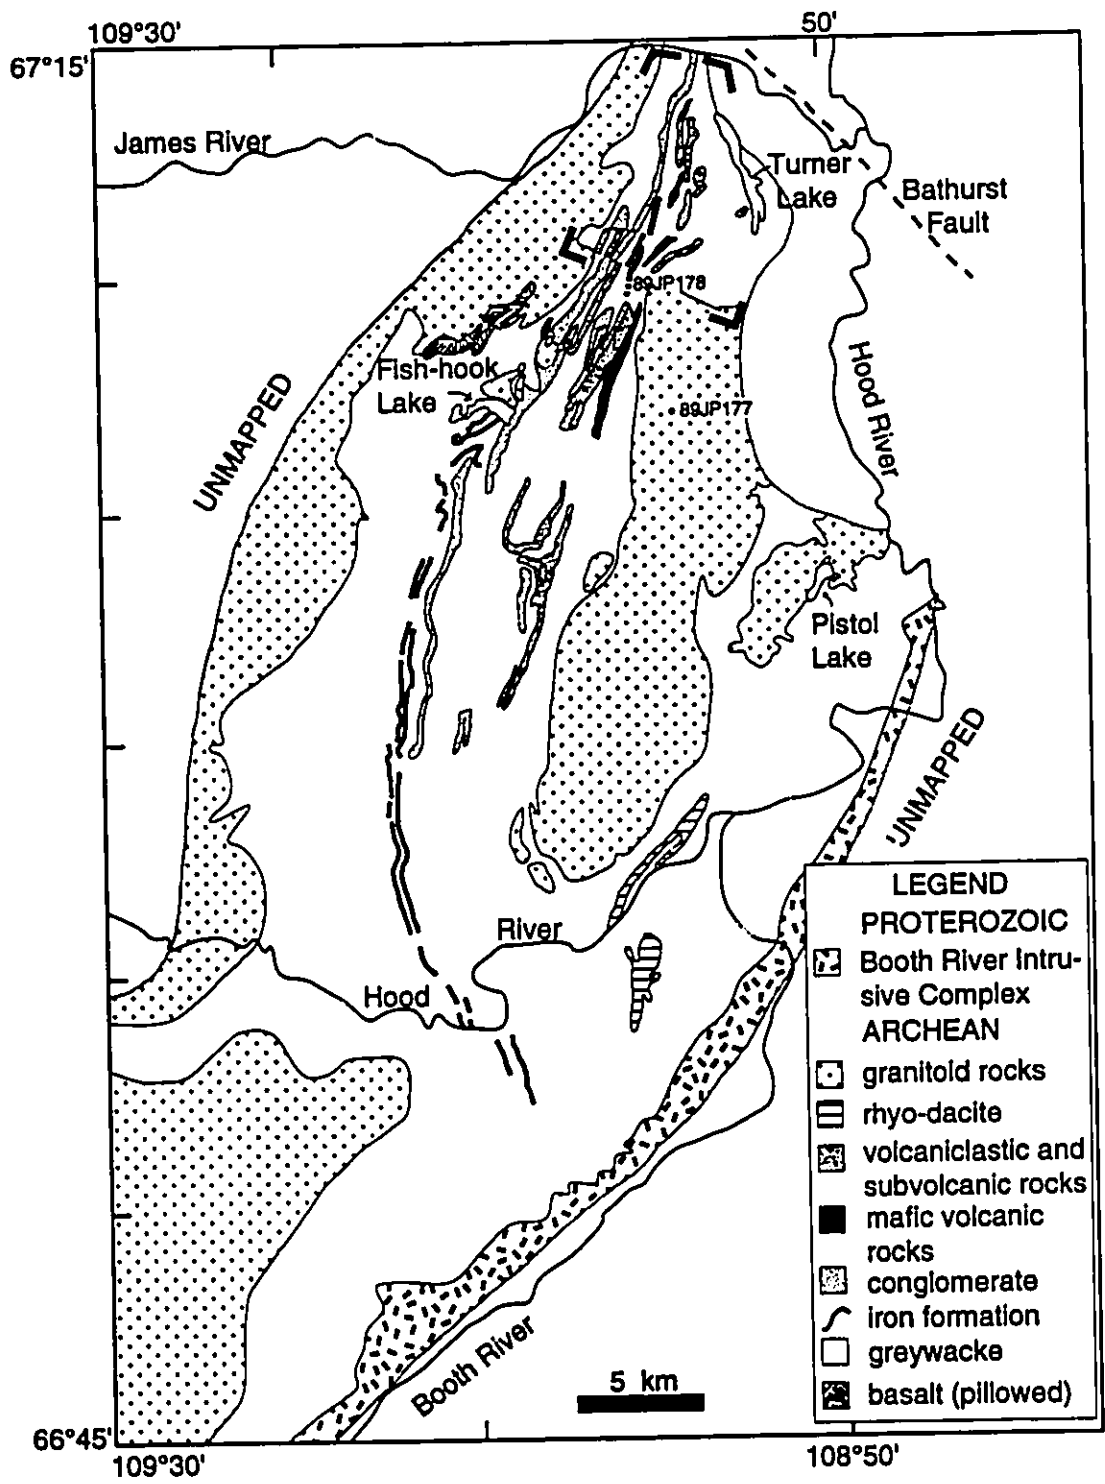 109°30'
50'
67°15'
James River
Turner
Lake
Bathurst
Fault
89JP178
Fish-hook
Lake
UNMAPPED
Hood River
89JP177
Pistol
Lake
UNMAPPED
River
Hood
Booth River
5 km
LEGEND
PROTEROZOIC
Booth River Intru-
sive Complex
ARCHEAN
granitoid rocks
rhyo-dacite
volcaniclastic and
subvolcanic rocks
mafic volcanic
rocks
conglomerate
iron formation
greywacke
basalt (pillowed)
66°45'
109°30'
108°50'